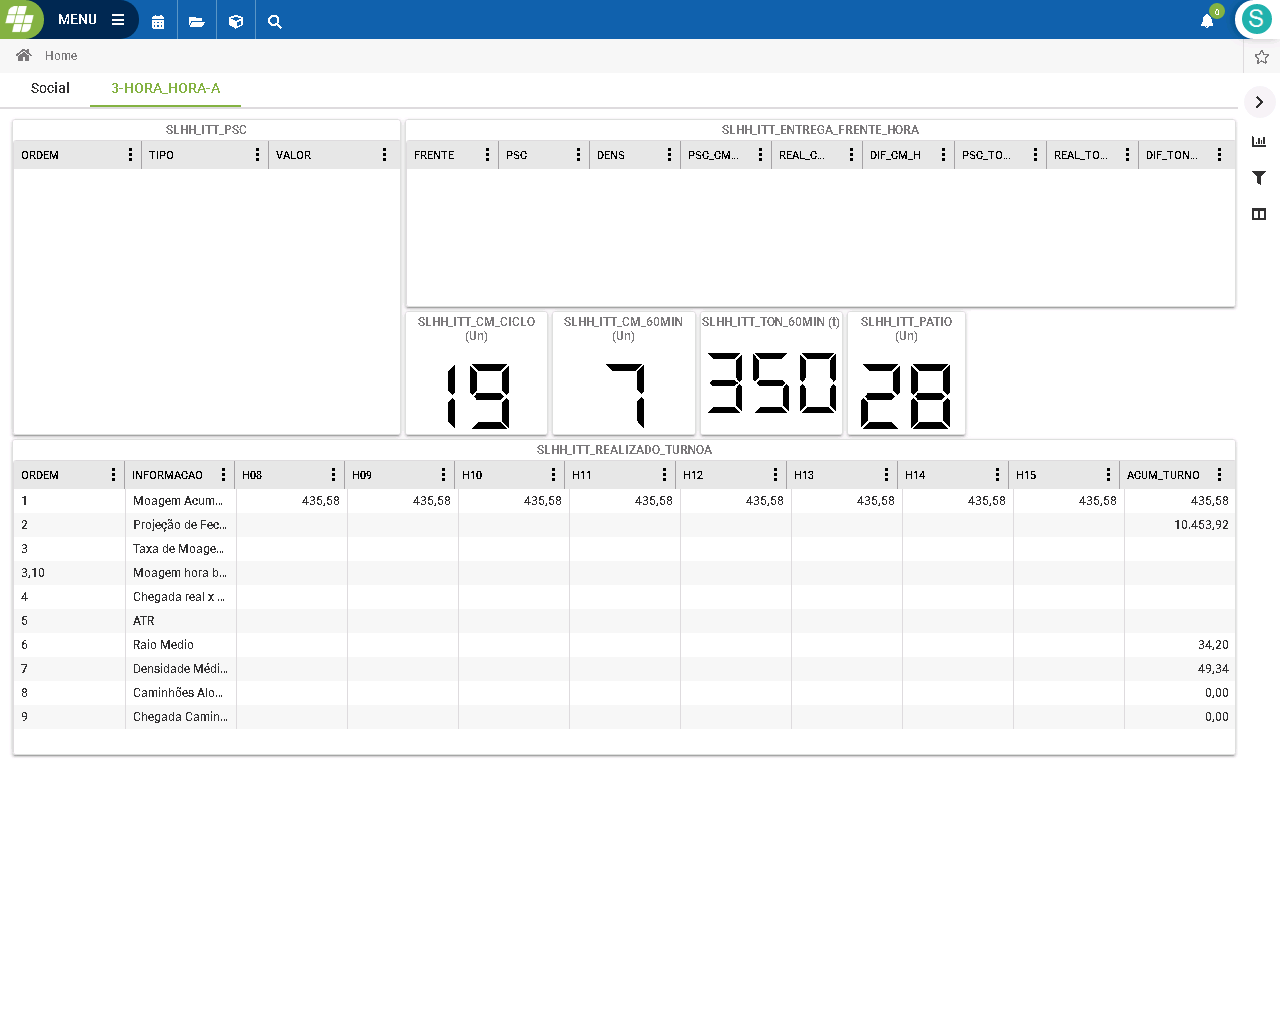 MENU
0
S
Home
Social
3-HORA_HORA-A
SLHH_ITT_PSC
ORDEM TIPO VALOR
SLHH_ITT_ENTREGA_FRENTE_HORA
FRENTE PSC DENS PSC_CM... REAL_C... DIF_CM_H PSC_TO... REAL_TO... DIF_TON...
SLHH_ITT_CM_CICLO
(Un)
19
SLHH_ITT_CM_60MIN
(Un)
7
SLHH_ITT_TON_60MIN (t)
350
SLHH_ITT_PATIO
(Un)
28
SLHH_ITT_REALIZADO_TURNOA
ORDEM INFORMACAO H08 H09 H10 H11 H12 H13 H14 H15 ACUM_TURNO
1 Moagem Acum... 435,58 435,58 435,58 435,58 435,58 435,58 435,58 435,58 435,58
2 Projeção de Fec... 10.453,92
3 Taxa de Moage...
3,10 Moagem hora b...
4 Chegada real x ...
5 ATR
6 Raio Medio 34,20
7 Densidade Médi... 49,34
8 Caminhões Alo... 0,00
9 Chegada Camin... 0,00